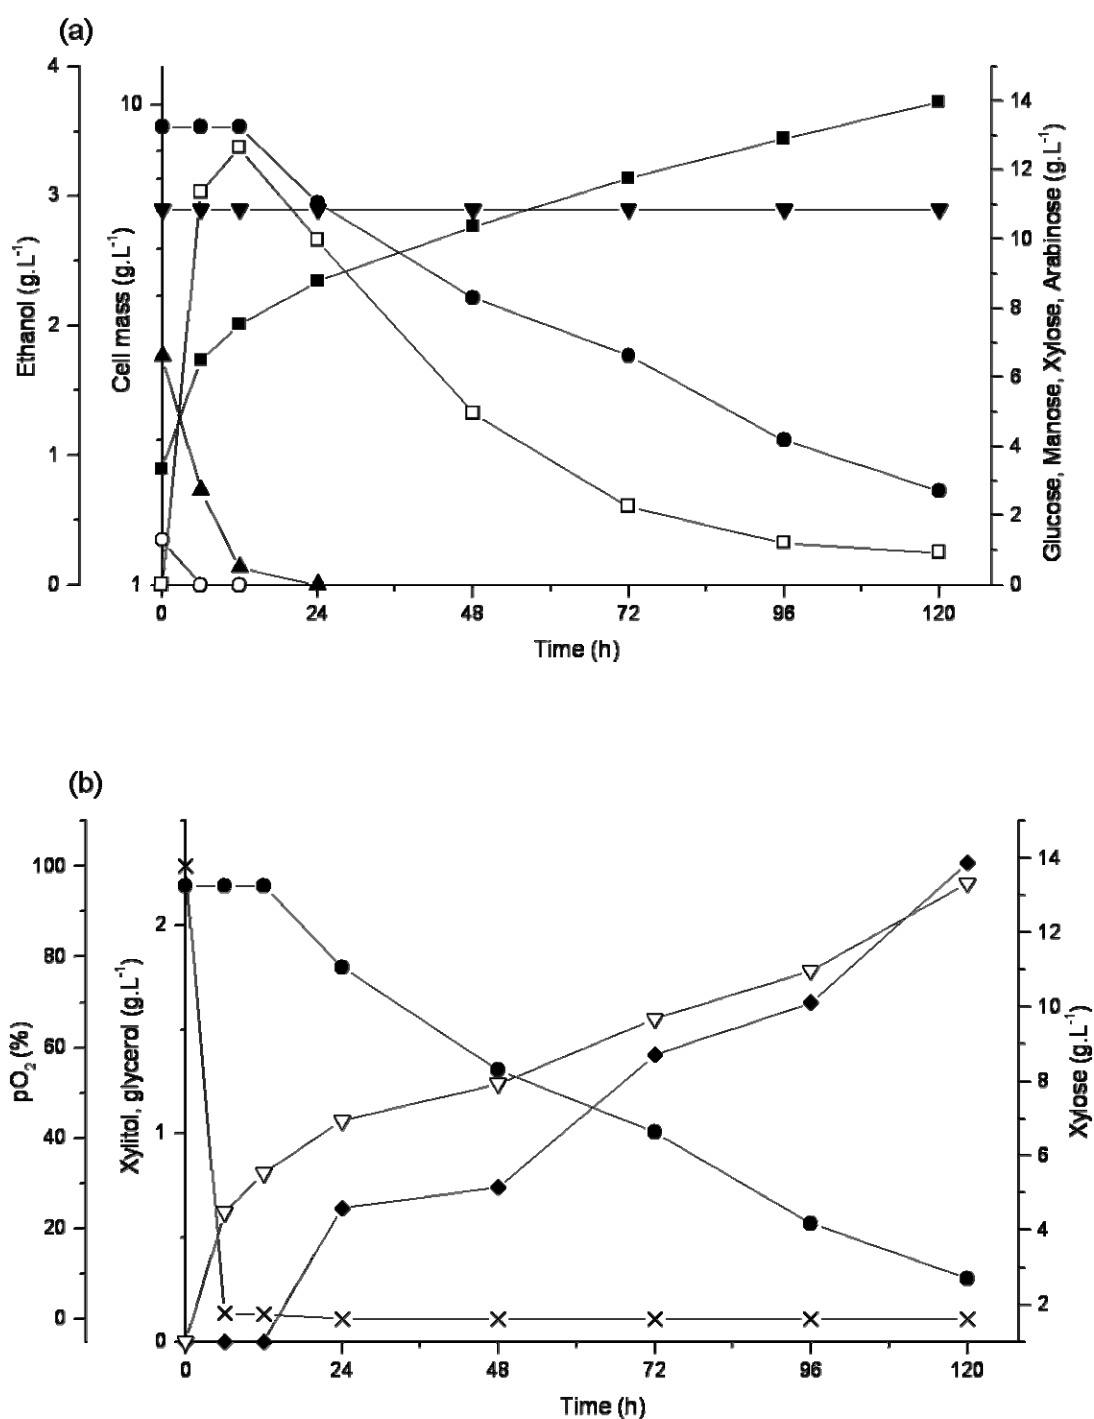 (a)
4
3
2
1
0
Ethanol (g.L-1)
10
1
Cell mass (g.L-1)
14
12
10
8
6
4
2
0
Glucose, Manose, Xylose, Arabinose (g.L-1)
0 24 48 72 96 120
Time (h)
(b)
100
80
60
40
20
0
pO2 (%)
2
1
0
Xylitol, glycerol (g.L-1)
14
12
10
8
6
4
2
Xylose (g.L-1)
0 24 48 72 96 120
Time (h)